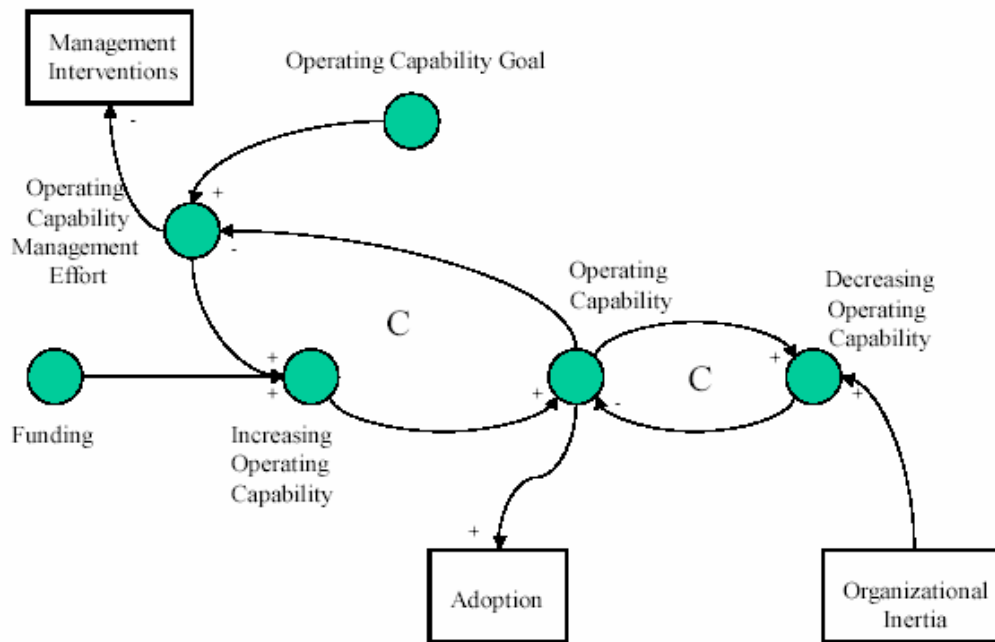 Management
Interventions
Operating Capability Goal
-
+
Operating
Capability
Management
Effort
-
Operating
Capability
Decreasing
Operating
Capability
C
C
+
+
+
+
-
+
Funding
Increasing
Operating
Capability
+
Adoption
Organizational
Inertia